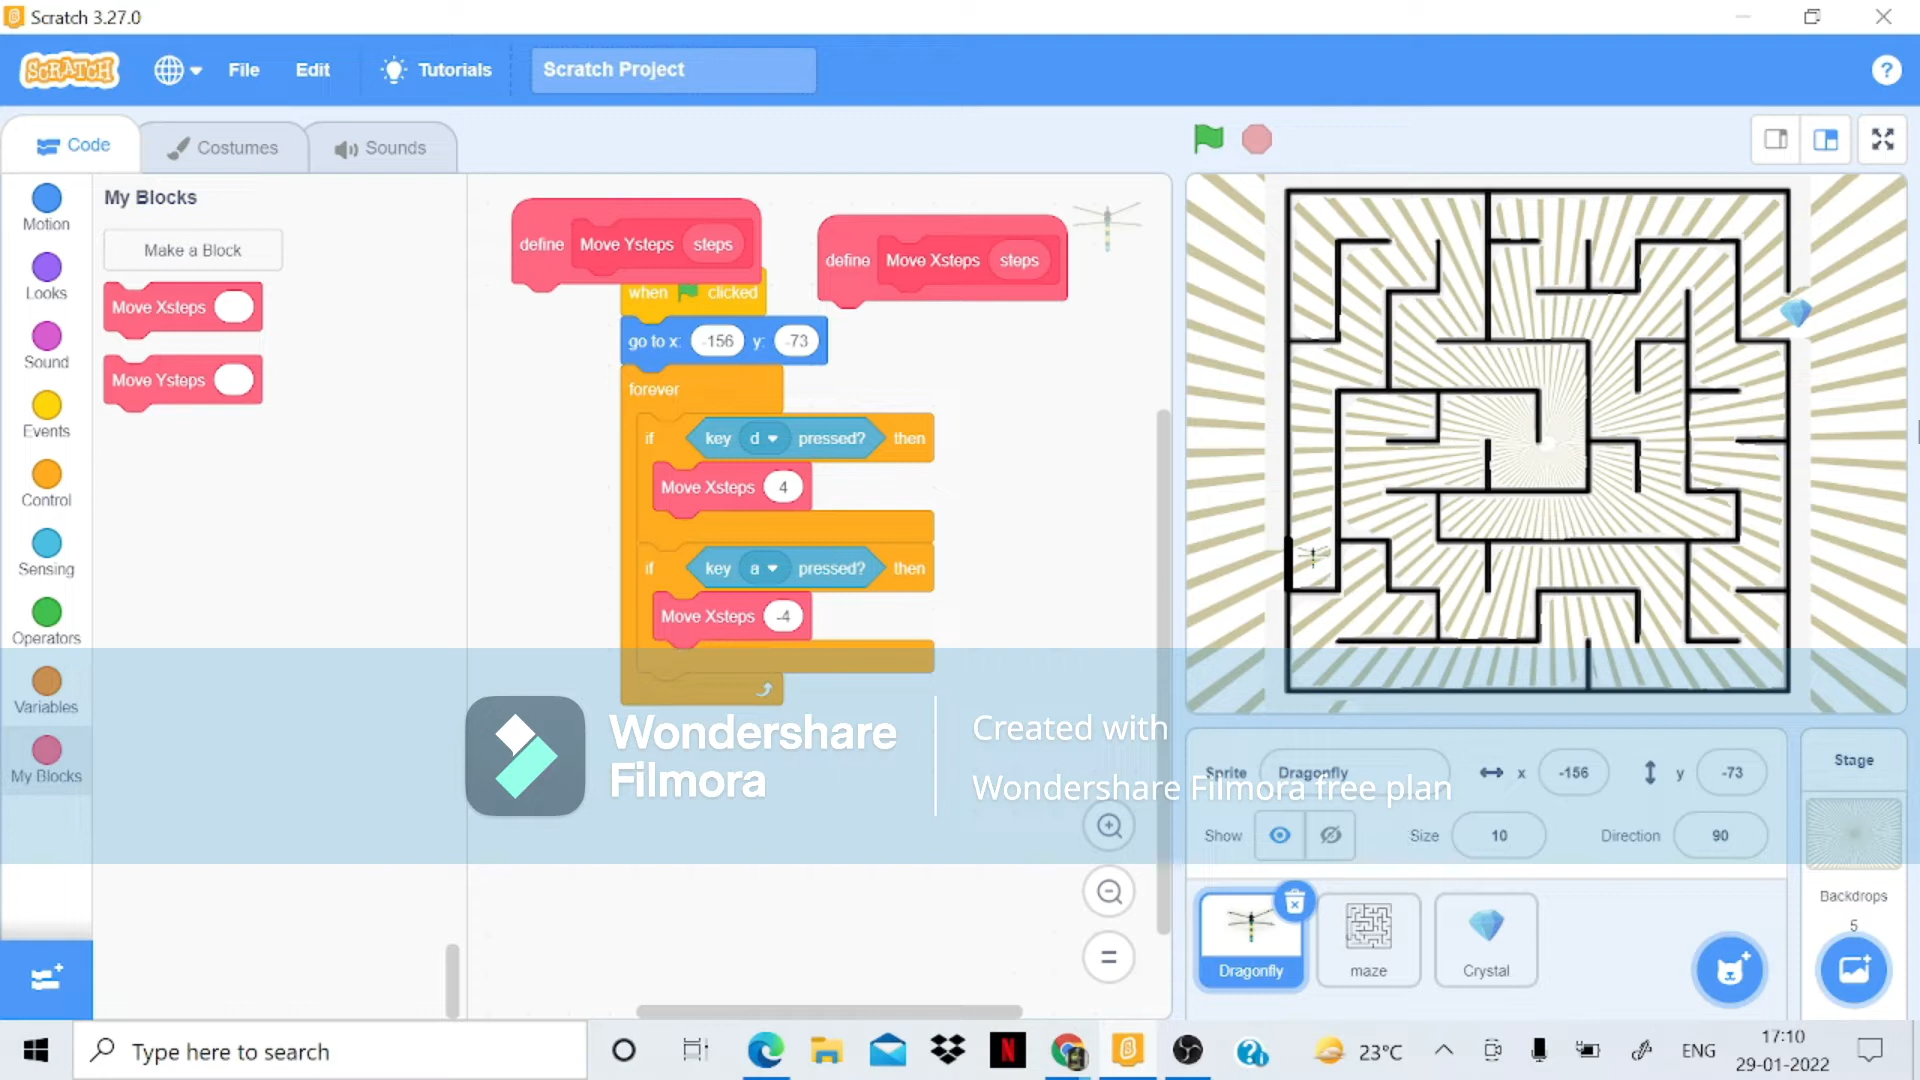 Scratch 3.27.0
SCRATCH
File
Edit
Tutorials
Scratch Project
?
Code
Costumes
Sounds
Motion
Looks
Sound
Events
Control
Sensing
Operators
Variables
My Blocks
My Blocks
Make a Block
Move Xsteps
Move Ysteps
define Move Ysteps steps
define Move Xsteps steps
when clicked
go to x: -156 y: -73
forever
if key d pressed? then
Move Xsteps 4
if key a pressed? then
Move Xsteps -4
Wondershare
Filmora
Created with
Wondershare Filmora free plan
Sprite Dragonfly x -156 y -73
Show Size 10 Direction 90
Dragonfly
maze
Crystal
Stage
Backdrops
5
Type here to search
N
23°C
ENG
17:10
29-01-2022